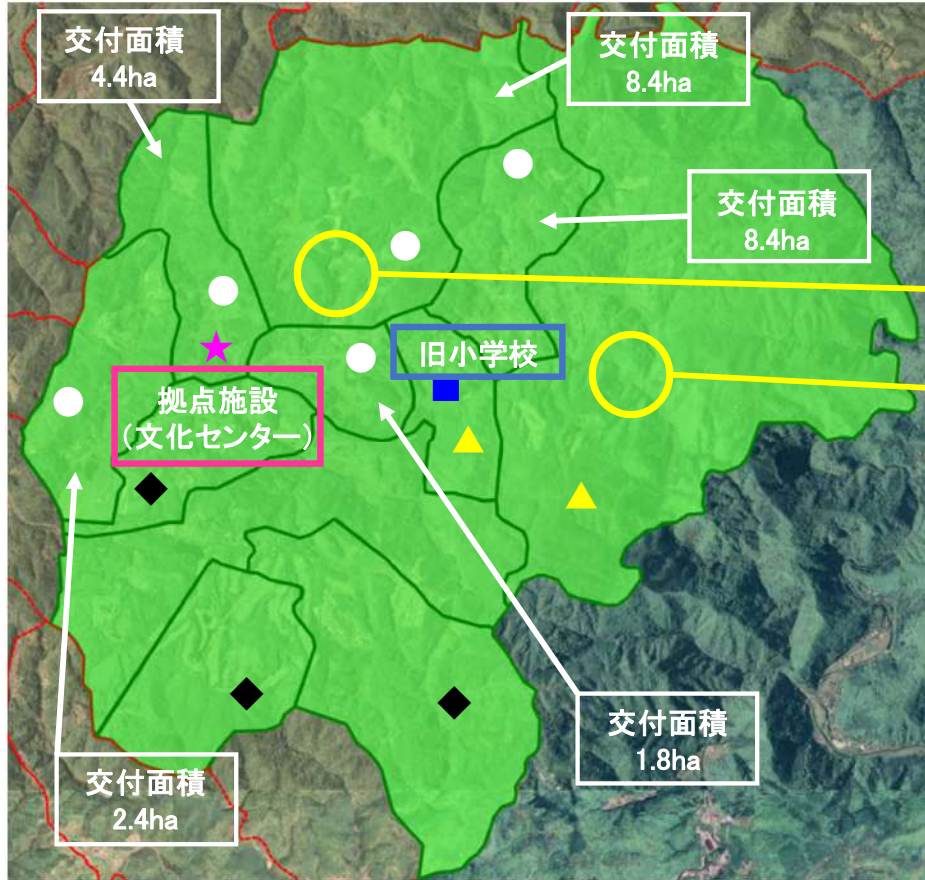 交付面積
4.4ha
交付面積
8.4ha
交付面積
8.4ha
旧小学校
拠点施設
（文化センター）
交付面積
1.8ha
交付面積
2.4ha